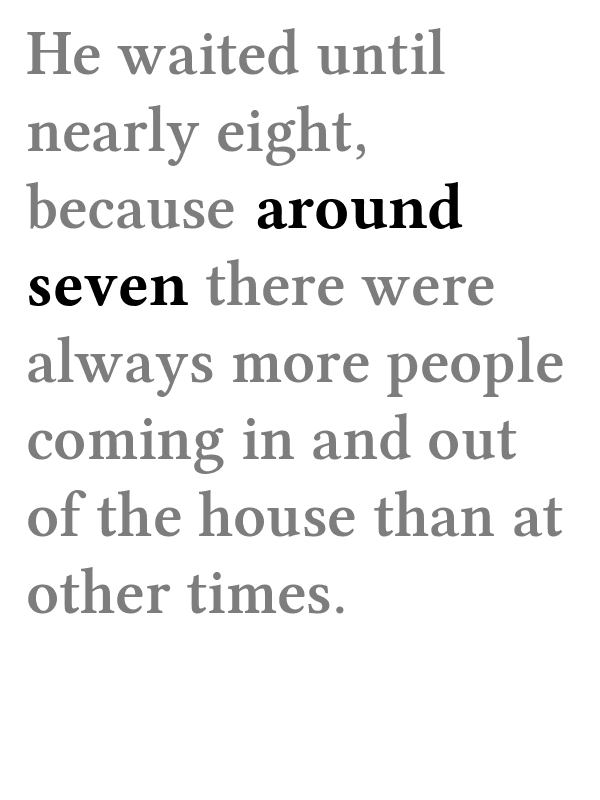 He waited until
nearly eight,
because around
seven there were
always more people
coming in and out
of the house than at
other times.